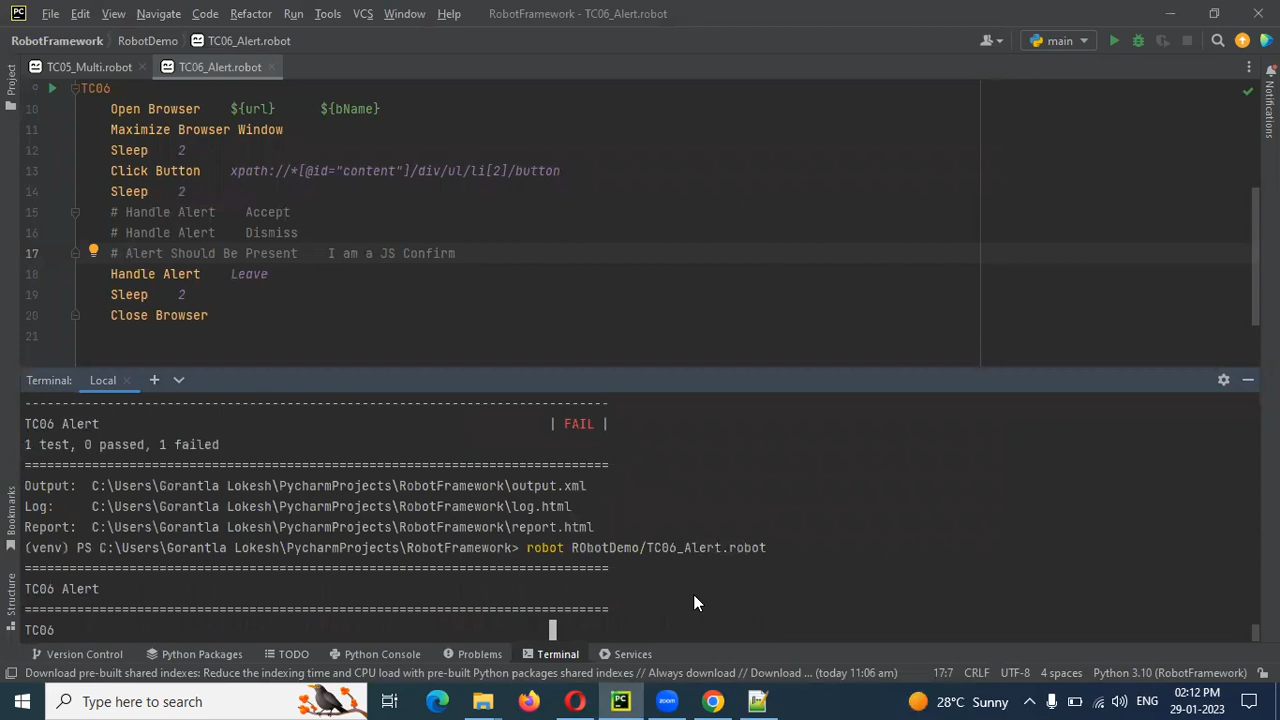 PC File Edit View Navigate Code Refactor Run Tools VCS Window Help RobotFramework - TC06_Alert.robot
RobotFramework RobotDemo TC06_Alert.robot main
TC05_Multi.robot TC06_Alert.robot
Project
Notifications
TC06
10 Open Browser ${url} ${bName}
11 Maximize Browser Window
12 Sleep 2
13 Click Button xpath://*[@id="content"]/div/ul/li[2]/button
14 Sleep 2
15 # Handle Alert Accept
16 # Handle Alert Dismiss
17 # Alert Should Be Present I am a JS Confirm
18 Handle Alert Leave
19 Sleep 2
20 Close Browser
21
Terminal: Local
--------------------------------------------------------------------------------
TC06 Alert | FAIL |
1 test, 0 passed, 1 failed
==============================================================================
Output: C:\Users\Gorantla Lokesh\PycharmProjects\RobotFramework\output.xml
Log: C:\Users\Gorantla Lokesh\PycharmProjects\RobotFramework\log.html
Report: C:\Users\Gorantla Lokesh\PycharmProjects\RobotFramework\report.html
(venv) PS C:\Users\Gorantla Lokesh\PycharmProjects\RobotFramework> robot RObotDemo/TC06_Alert.robot
==============================================================================
TC06 Alert
==============================================================================
TC06
Bookmarks
Structure
Version Control Python Packages TODO Python Console Problems Terminal Services
Download pre-built shared indexes: Reduce the indexing time and CPU load with pre-built Python packages shared indexes // Always download // Download ... (today 11:06 am) 17:7 CRLF UTF-8 4 spaces Python 3.10 (RobotFramework)
Type here to search zoom 28°C Sunny ENG 02:12 PM
29-01-2023